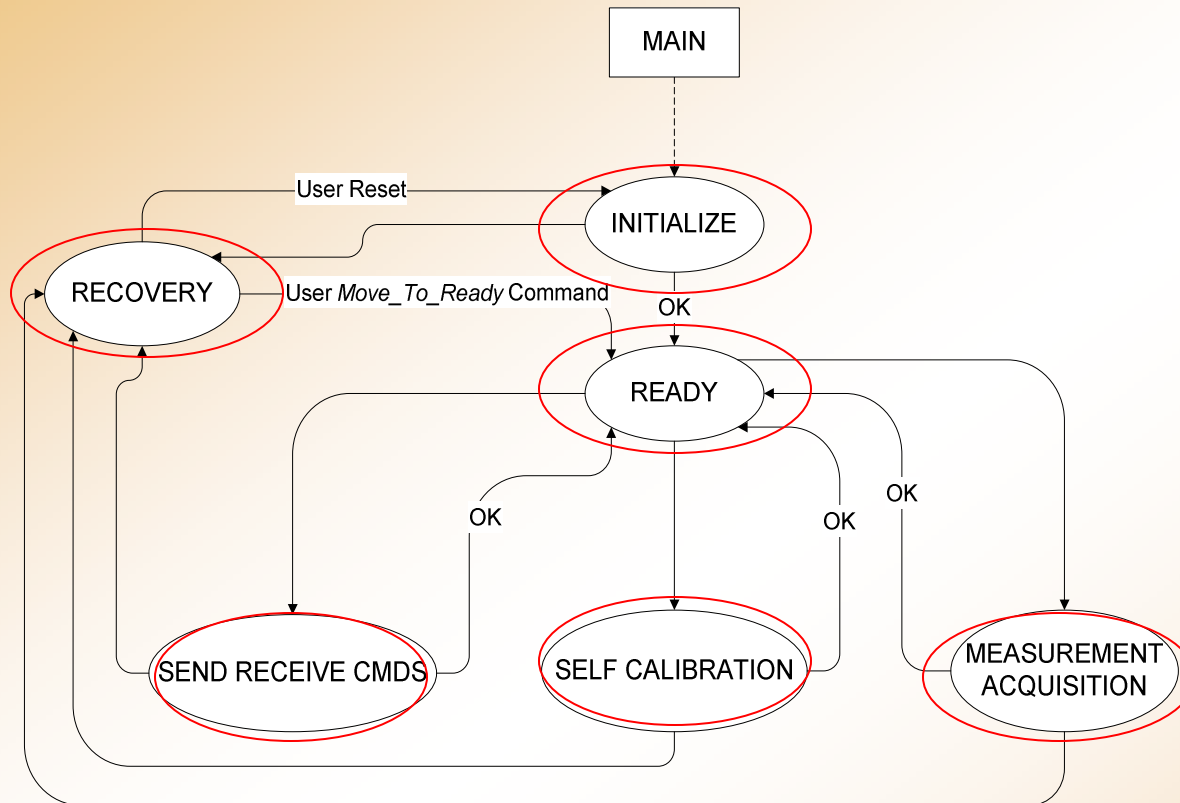 MAIN
User Reset
INITIALIZE
RECOVERY
User Move_To_Ready Command
OK
READY
OK
OK
OK
SEND RECEIVE CMDS
SELF CALIBRATION
MEASUREMENT
ACQUISITION